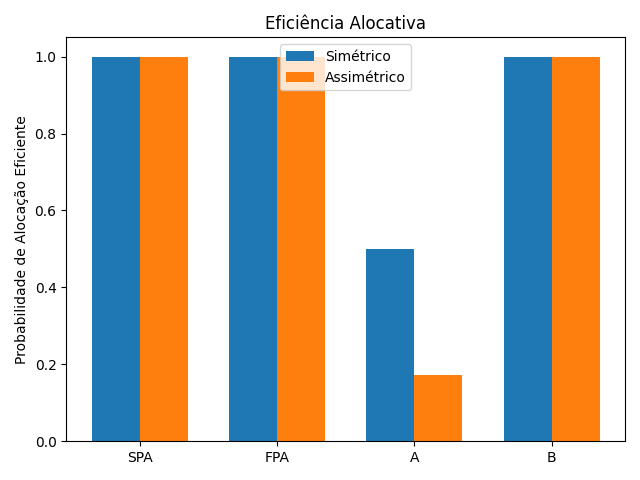 Eficiência Alocativa
Simétrico
Assimétrico
Probabilidade de Alocação Eficiente
1.0
0.8
0.6
0.4
0.2
0.0
SPA
FPA
A
B